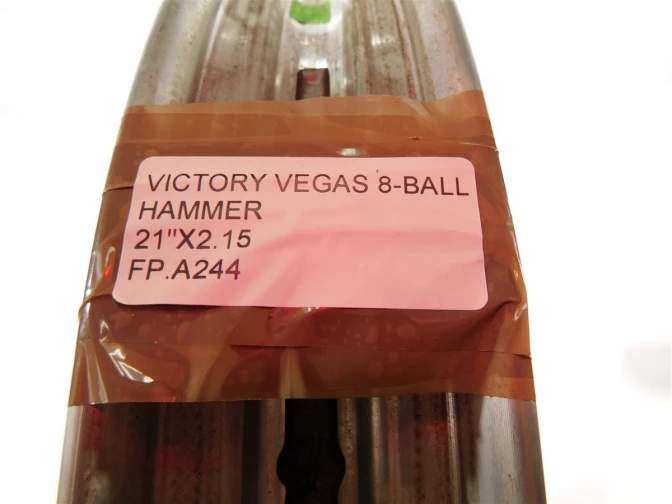 VICTORY VEGAS 8-BALL
HAMMER
21"X2.15
FP.A244